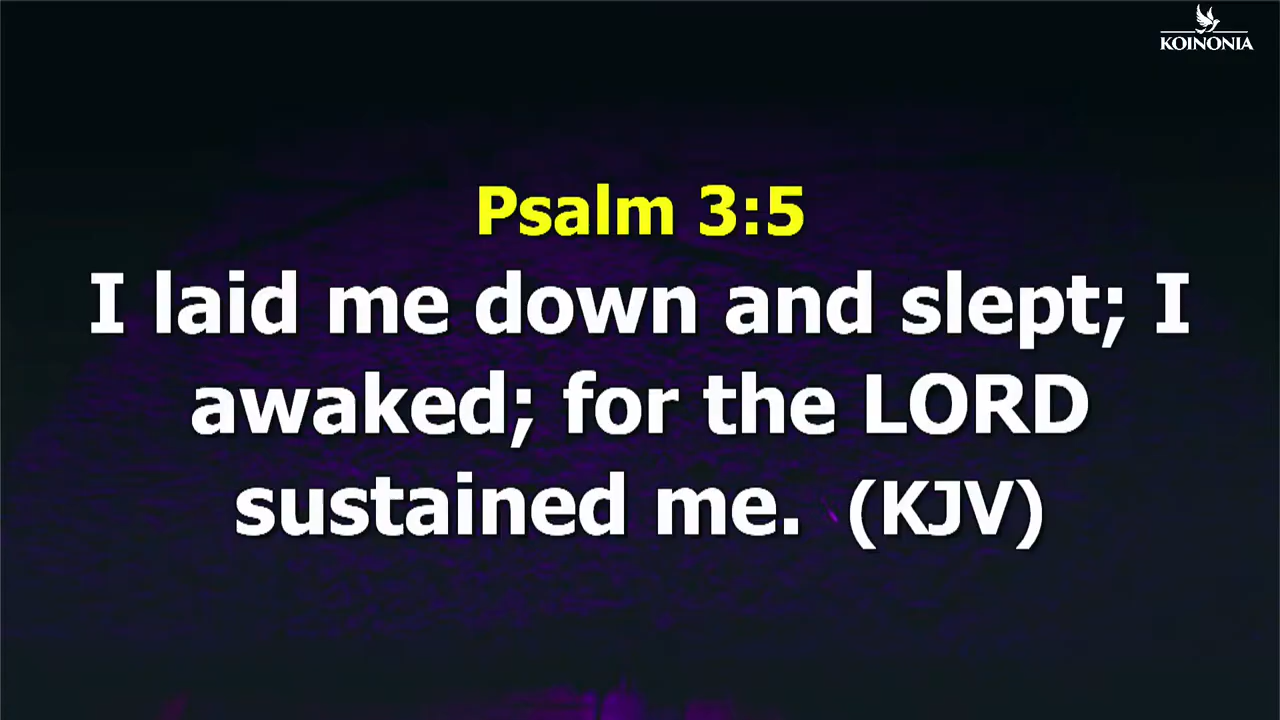 KOINONIA
Psalm 3:5
I laid me down and slept; I
awaked; for the LORD
sustained me. (KJV)